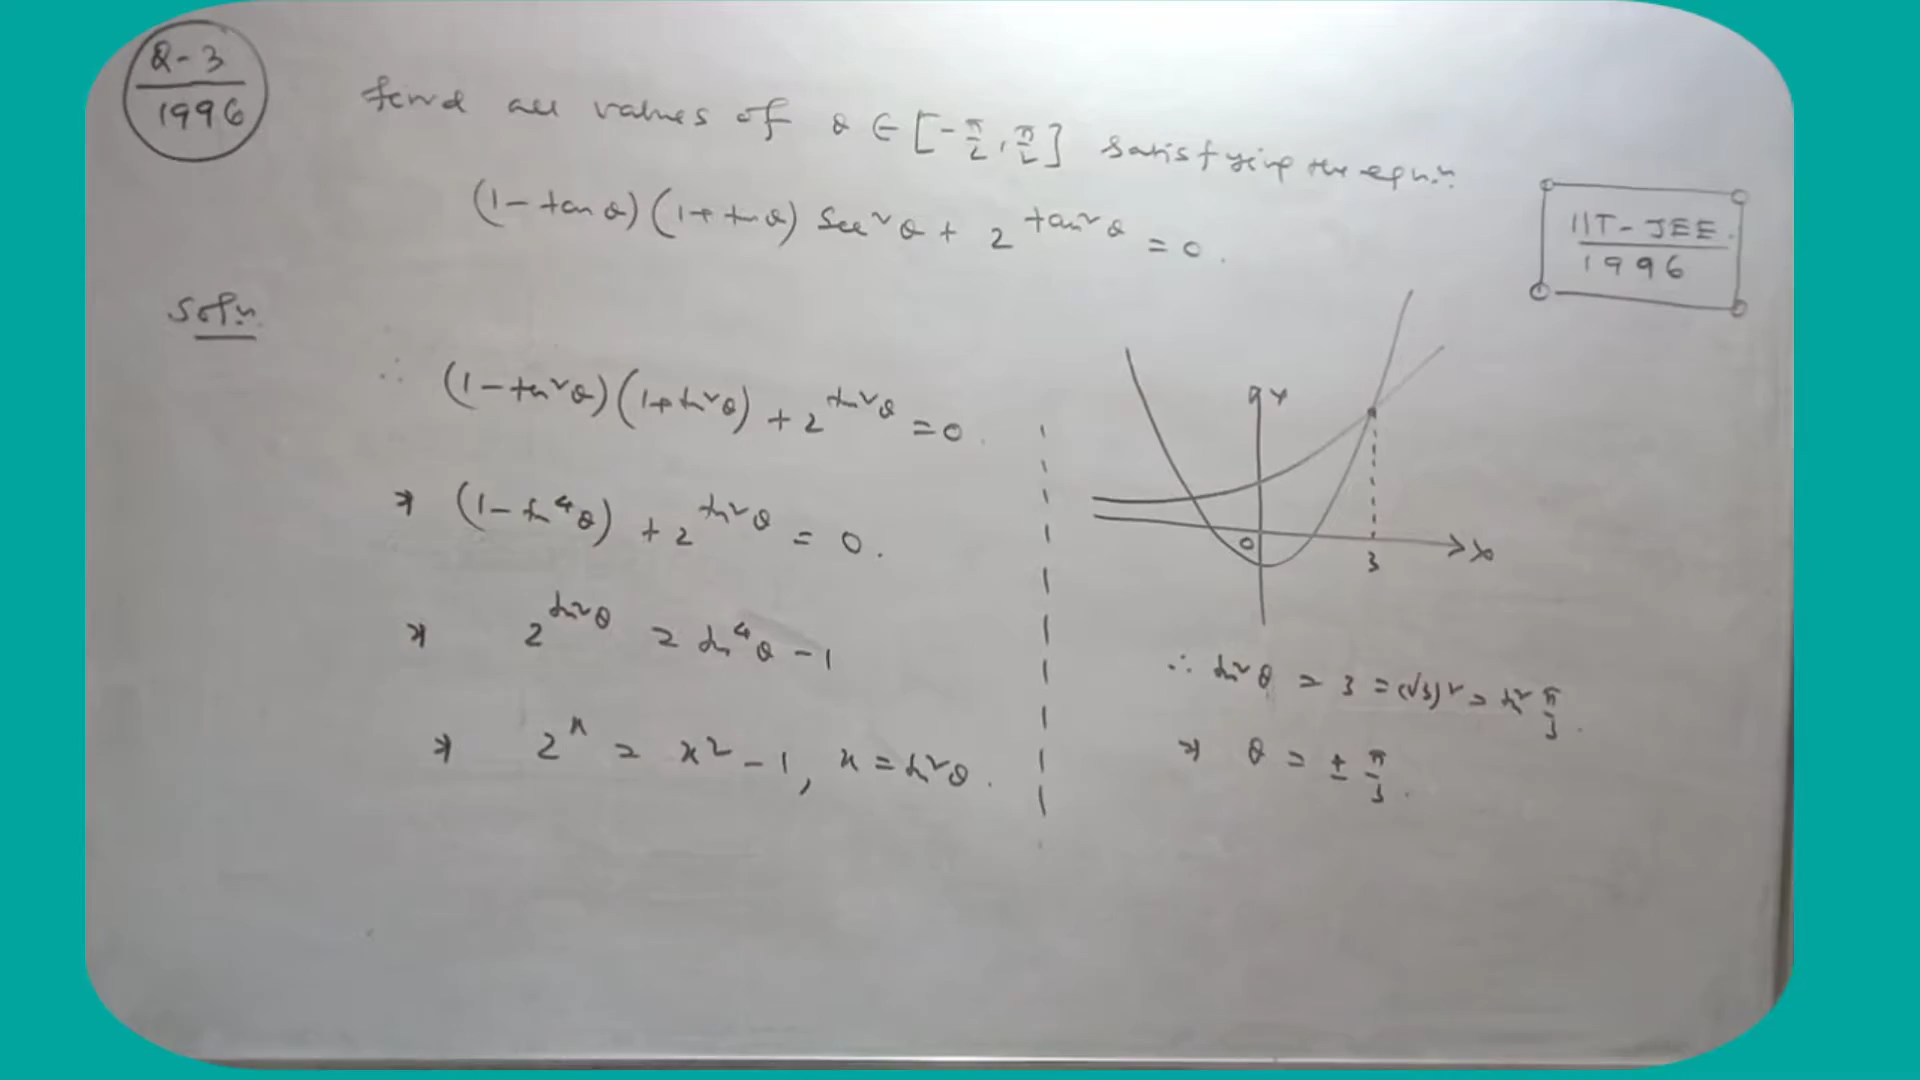 Q-3
1996
find all values of θ ∈ [-π/2, π/2] satisfying the eqn.
(1 - tan θ)(1 + tan θ) Sec²θ + 2^tan²θ = 0.
IIT-JEE.
1996
Soln.
∴ (1 - tan²θ)(1 + tan²θ) + 2^tan²θ = 0.
⇒ (1 - tan⁴θ) + 2^tan²θ = 0.
⇒ 2^tan²θ = tan⁴θ - 1
⇒ 2^x = x² - 1, x = tan²θ.
Y
O
3
X
∴ tan²θ = 3 = (√3)² = tan² π/3.
⇒ θ = ± π/3.